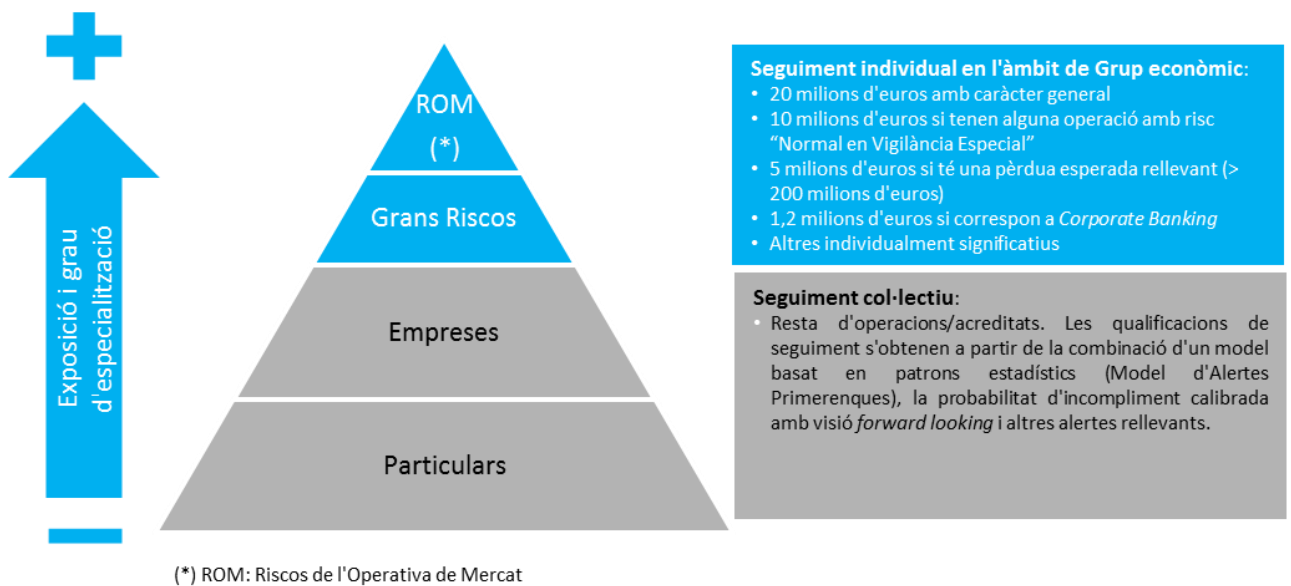 Exposició i grau
d'especialització
ROM
(*)
Grans Riscos
Empreses
Particulars
Seguiment individual en l'àmbit de Grup econòmic:
• 20 milions d'euros amb caràcter general
• 10 milions d'euros si tenen alguna operació amb risc
“Normal en Vigilància Especial”
• 5 milions d'euros si té una pèrdua esperada rellevant (>
200 milions d'euros)
• 1,2 milions d'euros si correspon a Corporate Banking
• Altres individualment significatius
Seguiment col·lectiu:
• Resta d'operacions/acreditats. Les qualificacions de
seguiment s'obtenen a partir de la combinació d'un model
basat en patrons estadístics (Model d'Alertes
Primerenques), la probabilitat d'incompliment calibrada
amb visió forward looking i altres alertes rellevants.
(*) ROM: Riscos de l'Operativa de Mercat